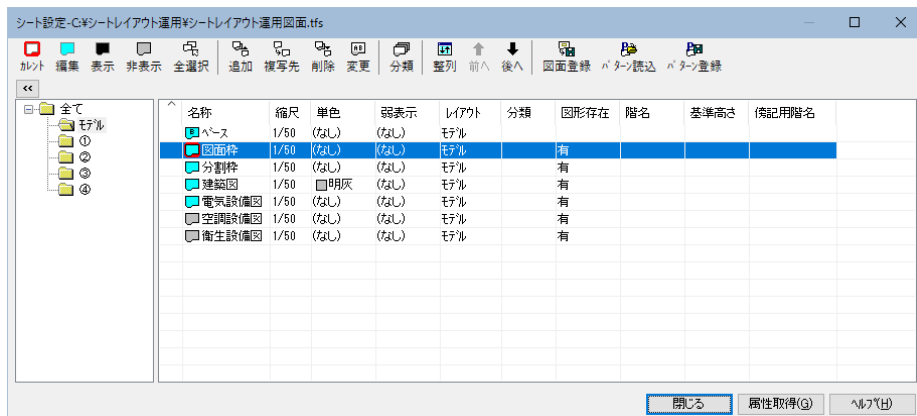 シート設定-C:¥シートレイアウト運用¥シートレイアウト運用図面.tfs
ｶﾚﾝﾄ 編集 表示 非表示 全選択 追加 複写先 削除 変更 分類 整列 前へ 後へ 図面登録 ﾊﾟﾀｰﾝ読込 ﾊﾟﾀｰﾝ登録
<<
全て
ﾓﾃﾞﾙ
①
②
③
④
名称 縮尺 単色 弱表示 ﾚｲｱｳﾄ 分類 図形存在 階名 基準高さ 傍記用階名
ﾍﾞｰｽ 1/50 (なし) (なし) ﾓﾃﾞﾙ
図面枠 1/50 (なし) (なし) ﾓﾃﾞﾙ 有
分割枠 1/50 (なし) (なし) ﾓﾃﾞﾙ 有
建築図 1/50 明灰 (なし) ﾓﾃﾞﾙ 有
電気設備図 1/50 (なし) (なし) ﾓﾃﾞﾙ 有
空調設備図 1/50 (なし) (なし) ﾓﾃﾞﾙ 有
衛生設備図 1/50 (なし) (なし) ﾓﾃﾞﾙ 有
閉じる 属性取得(G) ﾍﾙﾌﾟ(H)